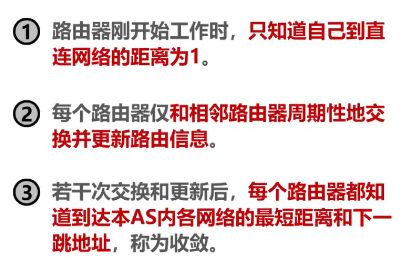 ① 路由器刚开始工作时，只知道自己到直
连网络的距离为1。
② 每个路由器仅和相邻路由器周期性地交
换并更新路由信息。
③ 若干次交换和更新后，每个路由器都知
道到达本AS内各网络的最短距离和下一
跳地址，称为收敛。